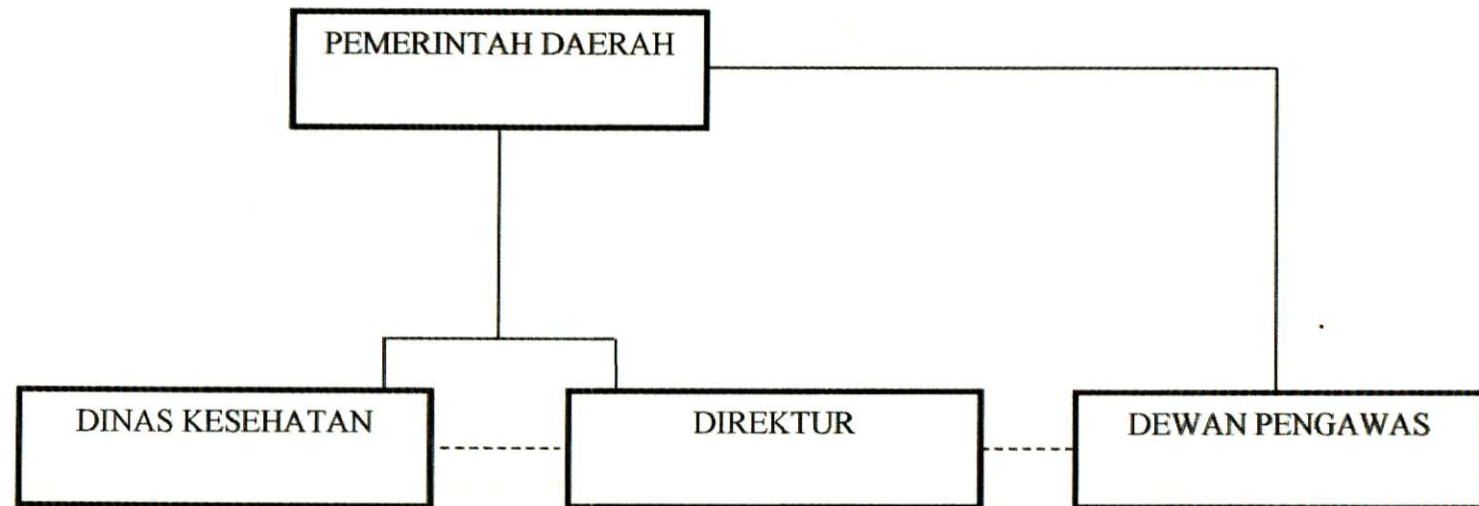 PEMERINTAH DAERAH
DINAS KESEHATAN
DIREKTUR
DEWAN PENGAWAS